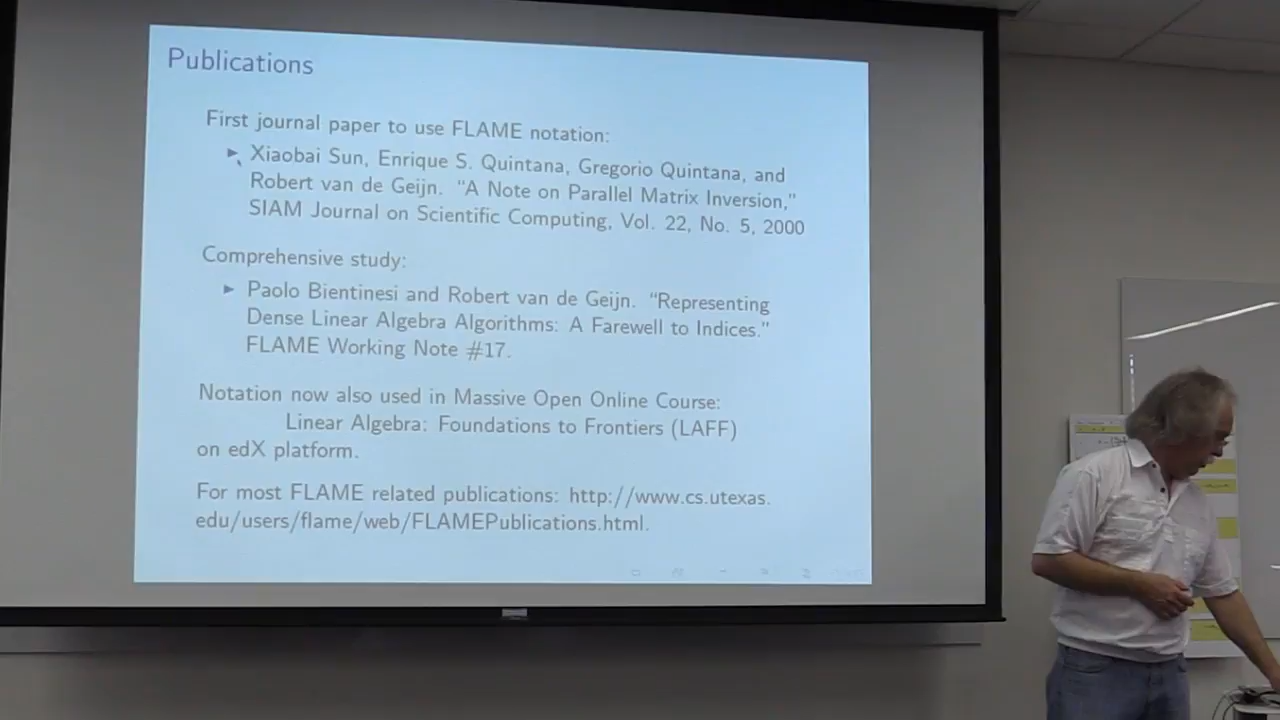 Publications
First journal paper to use FLAME notation:
Xiaobai Sun, Enrique S. Quintana, Gregorio Quintana, and
Robert van de Geijn. “A Note on Parallel Matrix Inversion,”
SIAM Journal on Scientific Computing, Vol. 22, No. 5, 2000
Comprehensive study:
Paolo Bientinesi and Robert van de Geijn. “Representing
Dense Linear Algebra Algorithms: A Farewell to Indices.”
FLAME Working Note #17.
Notation now also used in Massive Open Online Course:
Linear Algebra: Foundations to Frontiers (LAFF)
on edX platform.
For most FLAME related publications: http://www.cs.utexas.
edu/users/flame/web/FLAMEPublications.html.